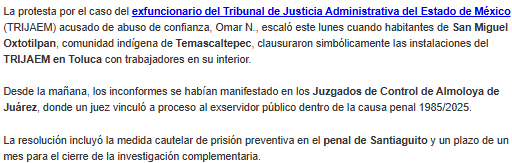 La protesta por el caso del exfuncionario del Tribunal de Justicia Administrativa del Estado de México
(TRIJAEM) acusado de abuso de confianza, Omar N., escaló este lunes cuando habitantes de San Miguel
Oxtotilpan, comunidad indígena de Temascaltepec, clausuraron simbólicamente las instalaciones del
TRIJAEM en Toluca con trabajadores en su interior.
Desde la mañana, los inconformes se habían manifestado en los Juzgados de Control de Almoloya de
Juárez, donde un juez vinculó a proceso al exservidor público dentro de la causa penal 1985/2025.
La resolución incluyó la medida cautelar de prisión preventiva en el penal de Santiaguito y un plazo de un
mes para el cierre de la investigación complementaria.